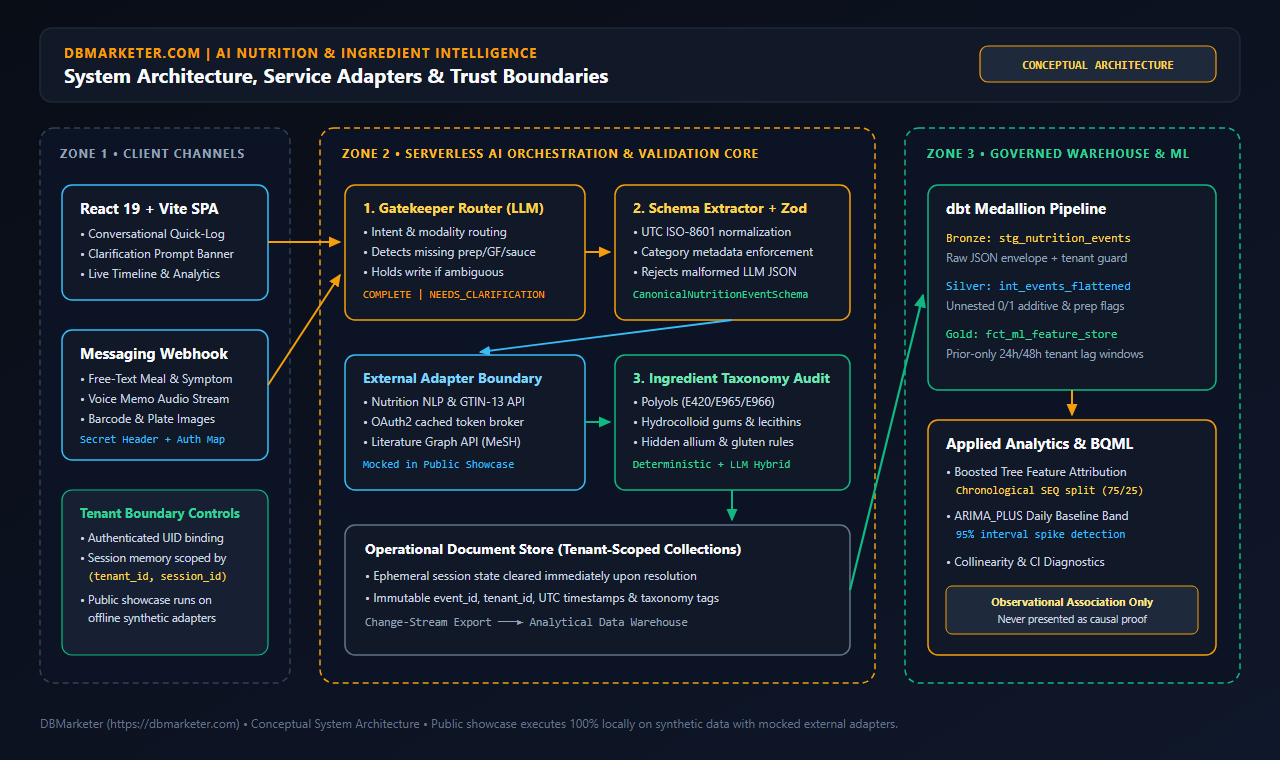 DBMARKETER.COM | AI NUTRITION & INGREDIENT INTELLIGENCE
System Architecture, Service Adapters & Trust Boundaries
CONCEPTUAL ARCHITECTURE
ZONE 1 • CLIENT CHANNELS
React 19 + Vite SPA
• Conversational Quick-Log
• Clarification Prompt Banner
• Live Timeline & Analytics
Messaging Webhook
• Free-Text Meal & Symptom
• Voice Memo Audio Stream
• Barcode & Plate Images
Secret Header + Auth Map
Tenant Boundary Controls
• Authenticated UID binding
• Session memory scoped by
(tenant_id, session_id)
• Public showcase runs on
offline synthetic adapters
ZONE 2 • SERVERLESS AI ORCHESTRATION & VALIDATION CORE
1. Gatekeeper Router (LLM)
• Intent & modality routing
• Detects missing prep/GF/sauce
• Holds write if ambiguous
COMPLETE | NEEDS_CLARIFICATION
2. Schema Extractor + Zod
• UTC ISO-8601 normalization
• Category metadata enforcement
• Rejects malformed LLM JSON
CanonicalNutritionEventSchema
External Adapter Boundary
• Nutrition NLP & GTIN-13 API
• OAuth2 cached token broker
• Literature Graph API (MeSH)
Mocked in Public Showcase
3. Ingredient Taxonomy Audit
• Polyols (E420/E965/E966)
• Hydrocolloid gums & lecithins
• Hidden allium & gluten rules
Deterministic + LLM Hybrid
Operational Document Store (Tenant-Scoped Collections)
• Ephemeral session state cleared immediately upon resolution
• Immutable event_id, tenant_id, UTC timestamps & taxonomy tags
Change-Stream Export ──► Analytical Data Warehouse
ZONE 3 • GOVERNED WAREHOUSE & ML
dbt Medallion Pipeline
Bronze: stg_nutrition_events
Raw JSON envelope + tenant guard
Silver: int_events_flattened
Unnested 0/1 additive & prep flags
Gold: fct_ml_feature_store
Prior-only 24h/48h tenant lag windows
Applied Analytics & BQML
• Boosted Tree Feature Attribution
Chronological SEQ split (75/25)
• ARIMA_PLUS Daily Baseline Band
95% interval spike detection
• Collinearity & CI Diagnostics
Observational Association Only
Never presented as causal proof
DBMarketer (https://dbmarketer.com) • Conceptual System Architecture • Public showcase executes 100% locally on synthetic data with mocked external adapters.